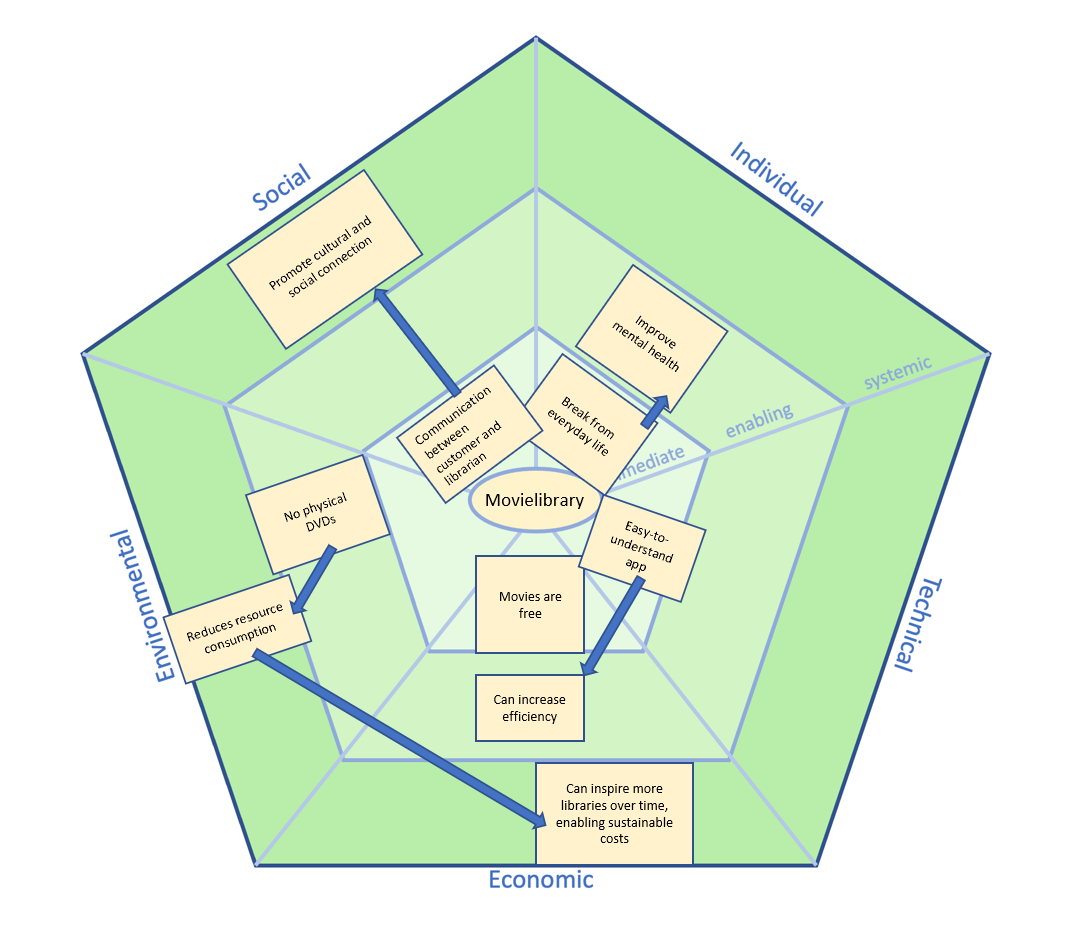 Social
Individual
Promote cultural and
social connection
Improve
mental health
systemic
enabling
Communication
between
customer and
librarian
Break from
everyday life
mediate
Movielibrary
No physical
DVDs
Easy-to-
understand
app
Environmental
Technical
Movies are
free
Reduces resource
consumption
Can increase
efficiency
Can inspire more
libraries over time,
enabling sustainable
costs
Economic